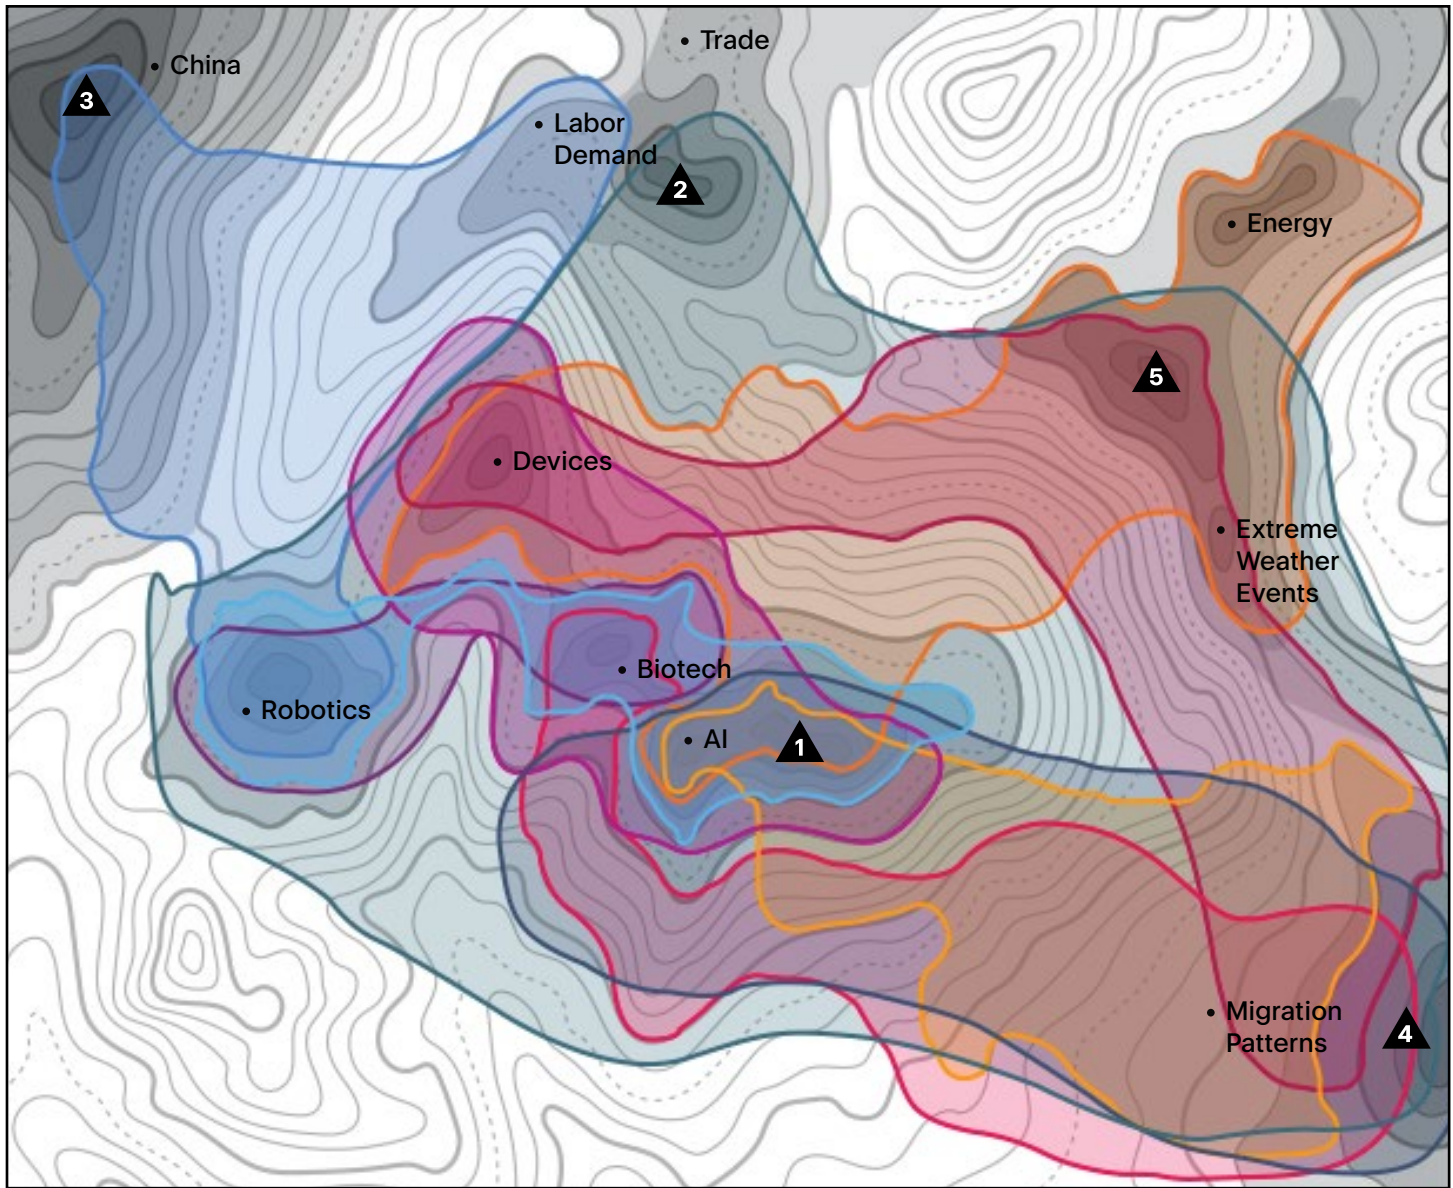 Trade
China
3
Labor
Demand
2
Energy
5
Devices
Extreme
Weather
Events
Biotech
Robotics
AI
1
Migration
Patterns
4